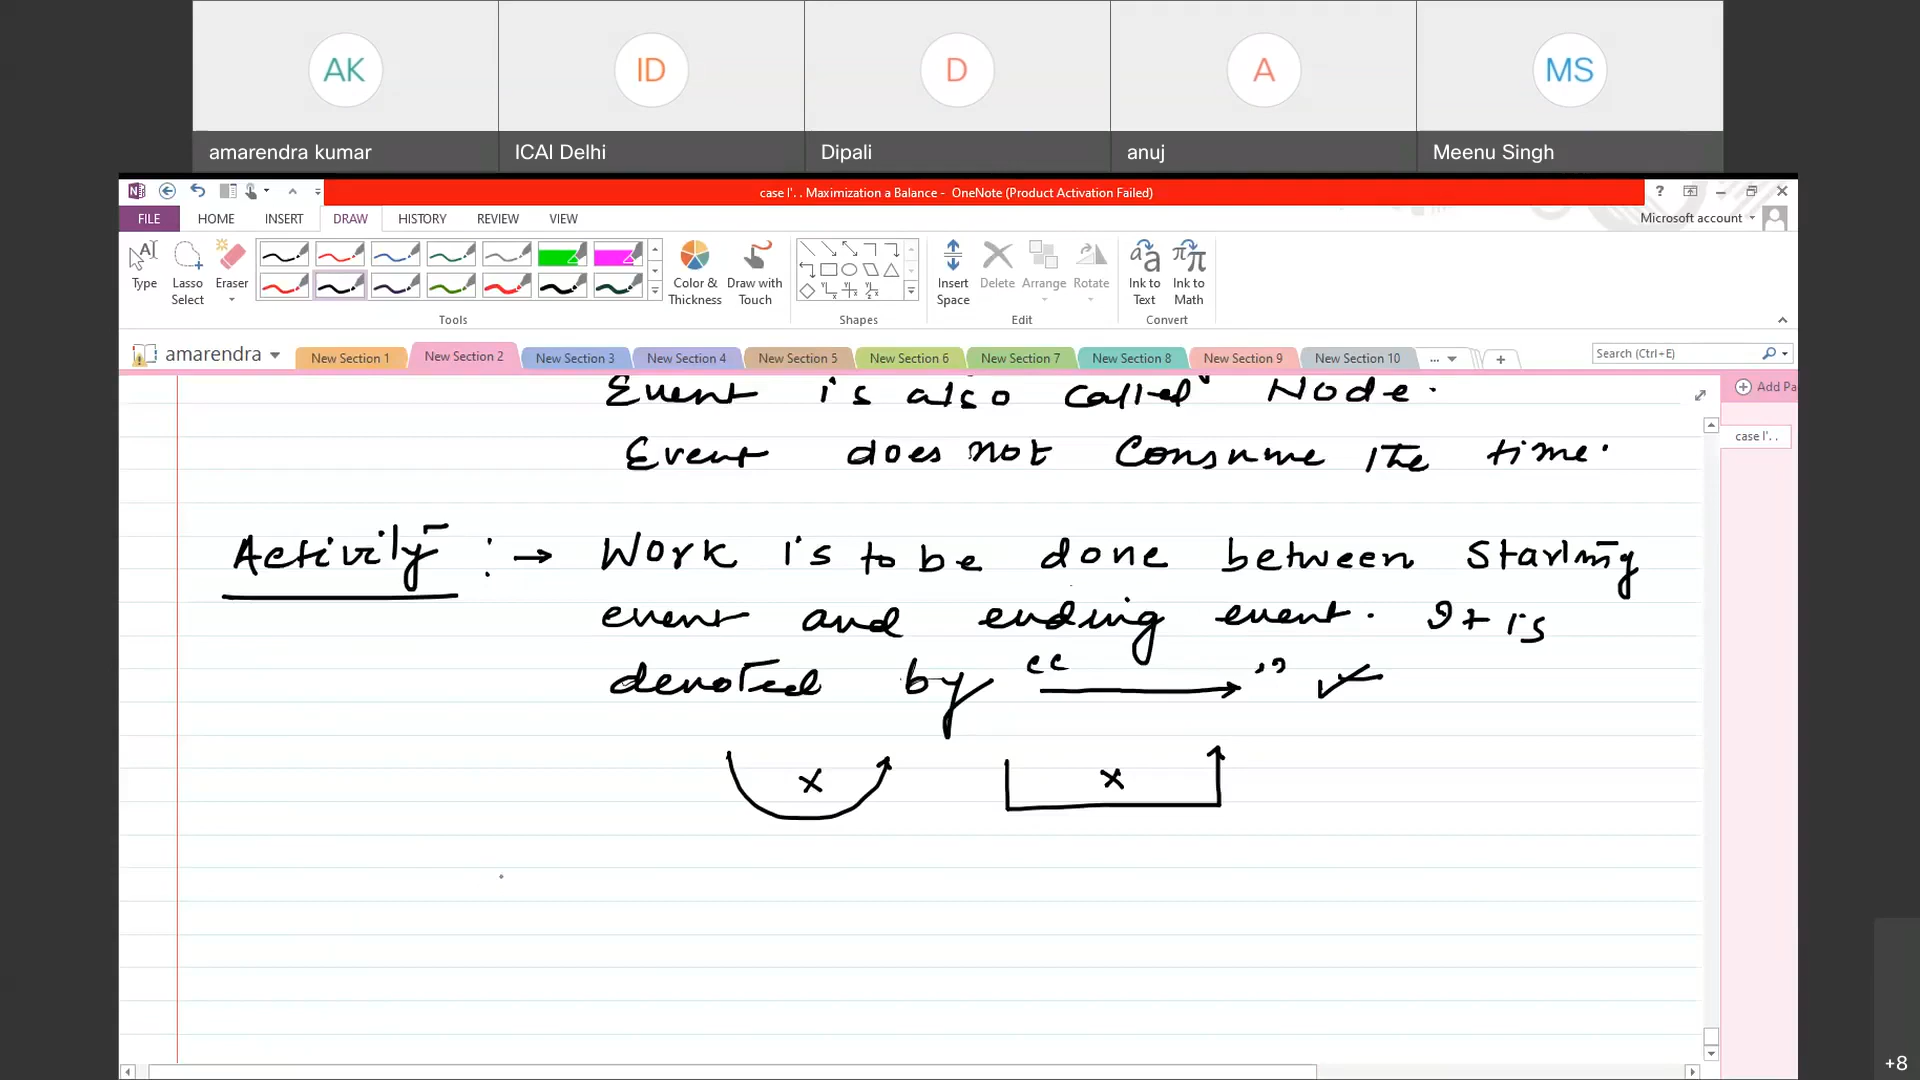 AK
ID
D
A
MS
amarendra kumar
ICAI Delhi
Dipali
anuj
Meenu Singh
case I'. . Maximization a Balance - OneNote (Product Activation Failed)
?
FILE
HOME
INSERT
DRAW
HISTORY
REVIEW
VIEW
Microsoft account
Type
Lasso Select
Eraser
Color & Thickness
Draw with Touch
Insert Space
Delete
Arrange
Rotate
Ink to Text
Ink to Math
Tools
Shapes
Edit
Convert
amarendra
New Section 1
New Section 2
New Section 3
New Section 4
New Section 5
New Section 6
New Section 7
New Section 8
New Section 9
New Section 10
...
Search (Ctrl+E)
Add Pa
case I'. .
Event is also called Node.
Event does not Consume the time.
Activity :→ Work is to be done between Starting
event and ending event. It is
denoted by “ → ” ✓
x x
+8